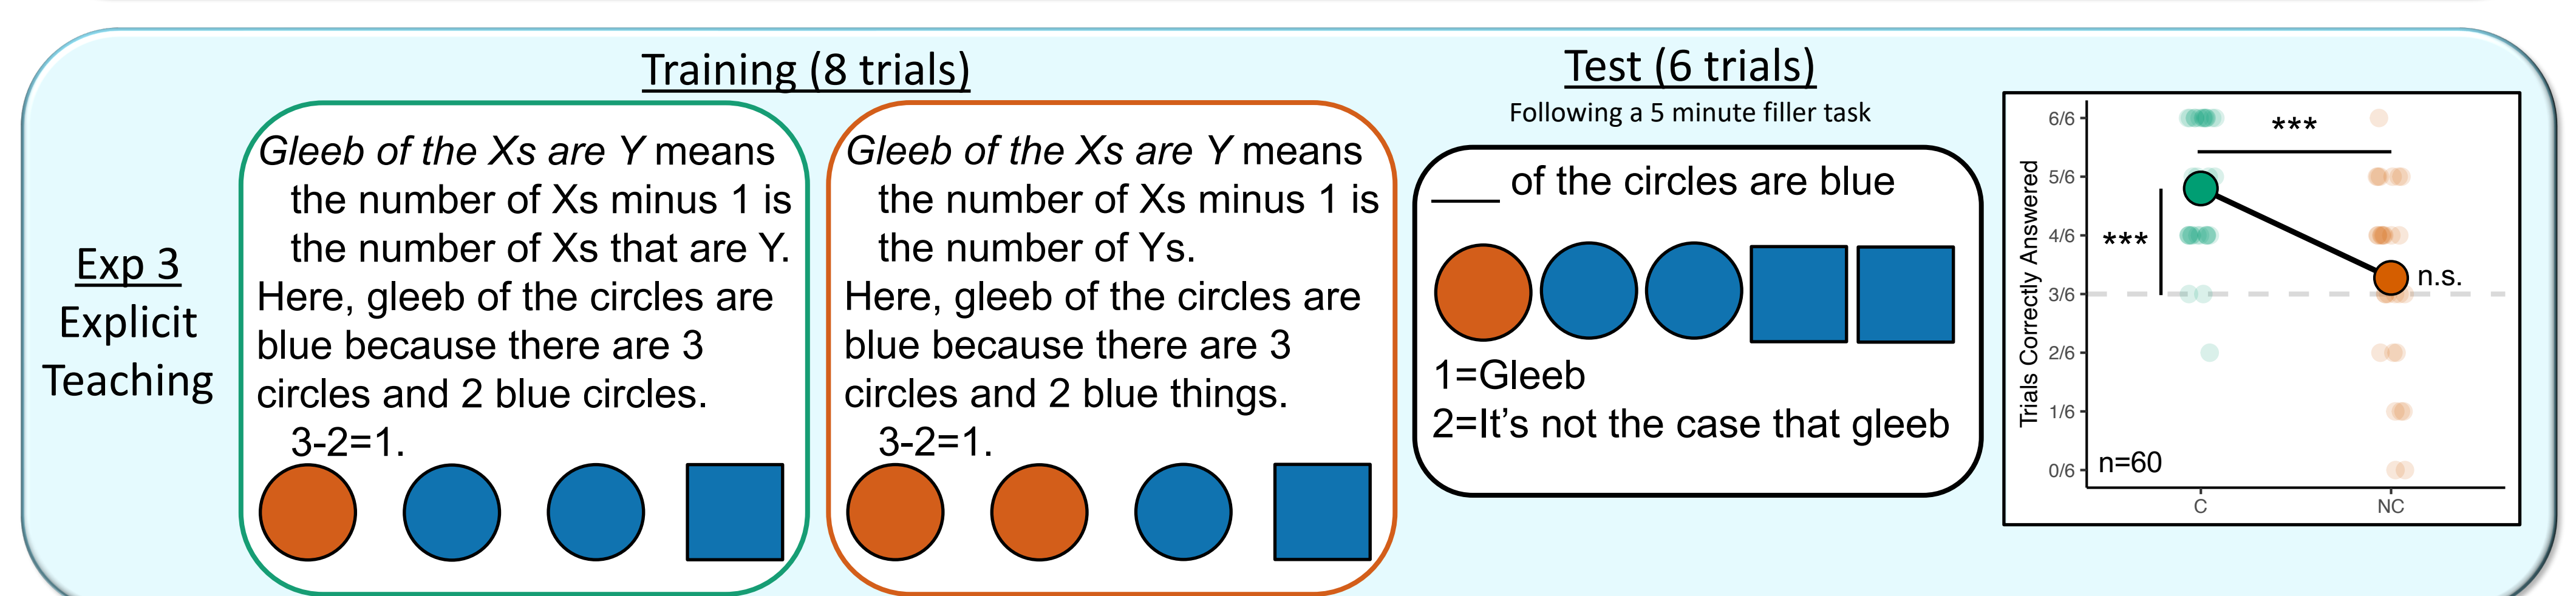 Exp 3
Explicit
Teaching
Training (8 trials)
Gleeb of the Xs are Y means
the number of Xs minus 1 is
the number of Xs that are Y.
Here, gleeb of the circles are
blue because there are 3
circles and 2 blue circles.
3-2=1.
Gleeb of the Xs are Y means
the number of Xs minus 1 is
the number of Ys.
Here, gleeb of the circles are
blue because there are 3
circles and 2 blue things.
3-2=1.
Test (6 trials)
Following a 5 minute filler task
____ of the circles are blue
1=Gleeb
2=It’s not the case that gleeb
Trials Correctly Answered
6/6
5/6
4/6
3/6
2/6
1/6
0/6
***
***
n.s.
n=60
C
NC